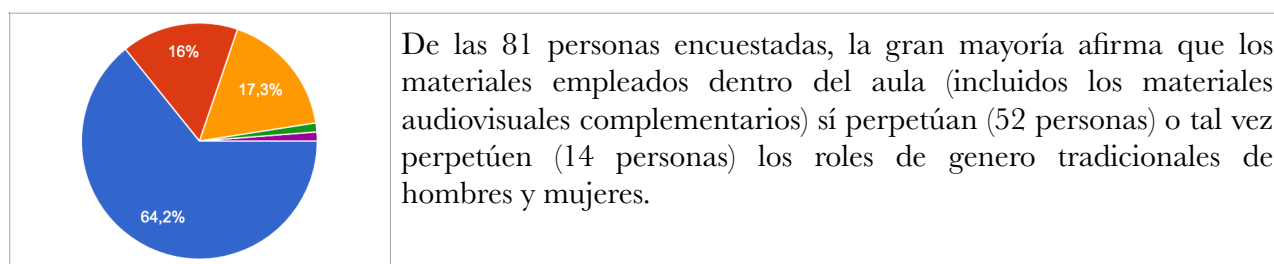 16%
17,3%
64,2%
De las 81 personas encuestadas, la gran mayoría afirma que los
materiales empleados dentro del aula (incluidos los materiales
audiovisuales complementarios) sí perpetúan (52 personas) o tal vez
perpetúen (14 personas) los roles de genero tradicionales de
hombres y mujeres.